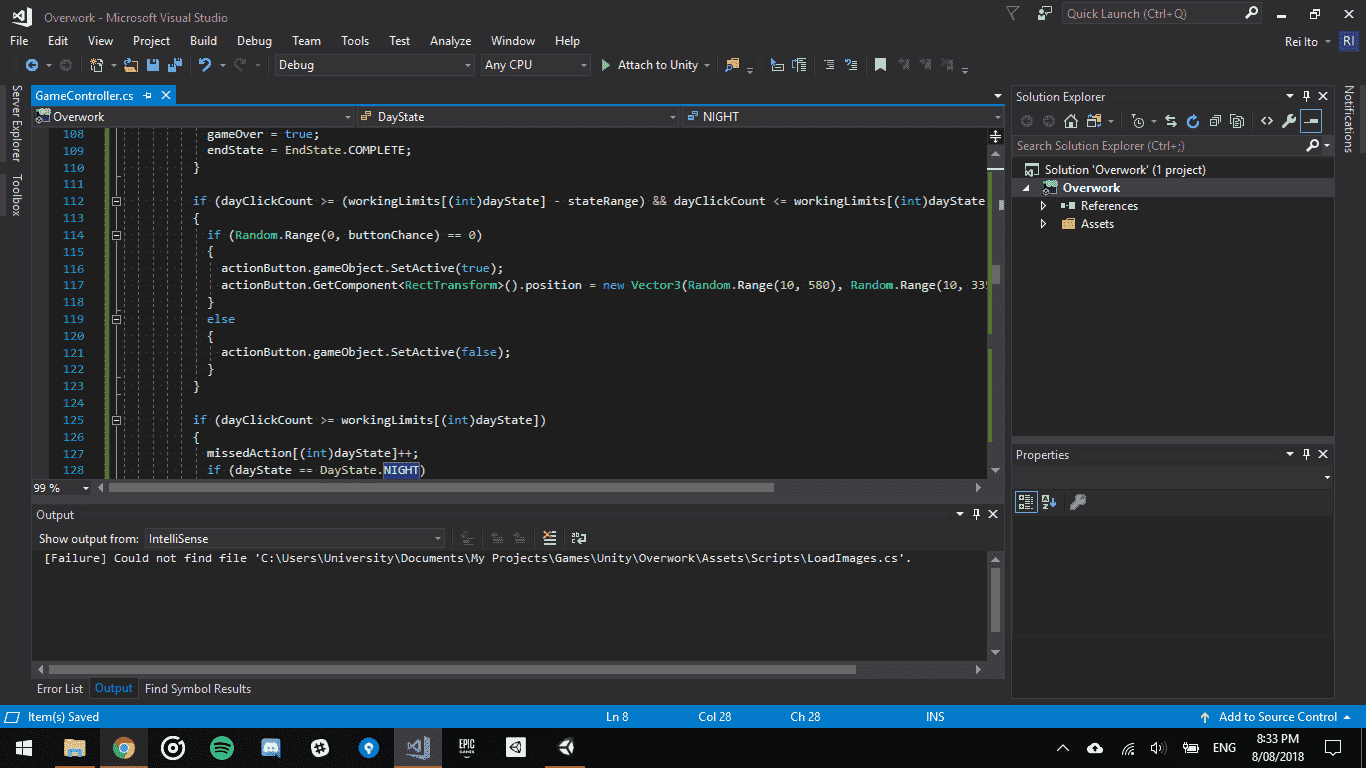 Overwork - Microsoft Visual Studio
Quick Launch (Ctrl+Q)
File Edit View Project Build Debug Team Tools Test Analyze Window Help
Rei Ito RI
Debug Any CPU Attach to Unity
Server Explorer
Toolbox
GameController.cs
Overwork DayState NIGHT
108 gameOver = true;
109 endState = EndState.COMPLETE;
110 }
111
112 if (dayClickCount >= (workingLimits[(int)dayState] - stateRange) && dayClickCount <= workingLimits[(int)dayState
113 {
114 if (Random.Range(0, buttonChance) == 0)
115 {
116 actionButton.gameObject.SetActive(true);
117 actionButton.GetComponent<RectTransform>().position = new Vector3(Random.Range(10, 580), Random.Range(10, 335
118 }
119 else
120 {
121 actionButton.gameObject.SetActive(false);
122 }
123 }
124
125 if (dayClickCount >= workingLimits[(int)dayState])
126 {
127 missedAction[(int)dayState]++;
128 if (dayState == DayState.NIGHT)
99 %
Output
Show output from: IntelliSense
[Failure] Could not find file 'C:\Users\University\Documents\My Projects\Games\Unity\Overwork\Assets\Scripts\LoadImages.cs'.
Error List Output Find Symbol Results
Solution Explorer
Search Solution Explorer (Ctrl+;)
Solution 'Overwork' (1 project)
Overwork
References
Assets
Properties
Notifications
Item(s) Saved Ln 8 Col 28 Ch 28 INS Add to Source Control
EPIC
GAMES
ENG
8:33 PM
8/08/2018